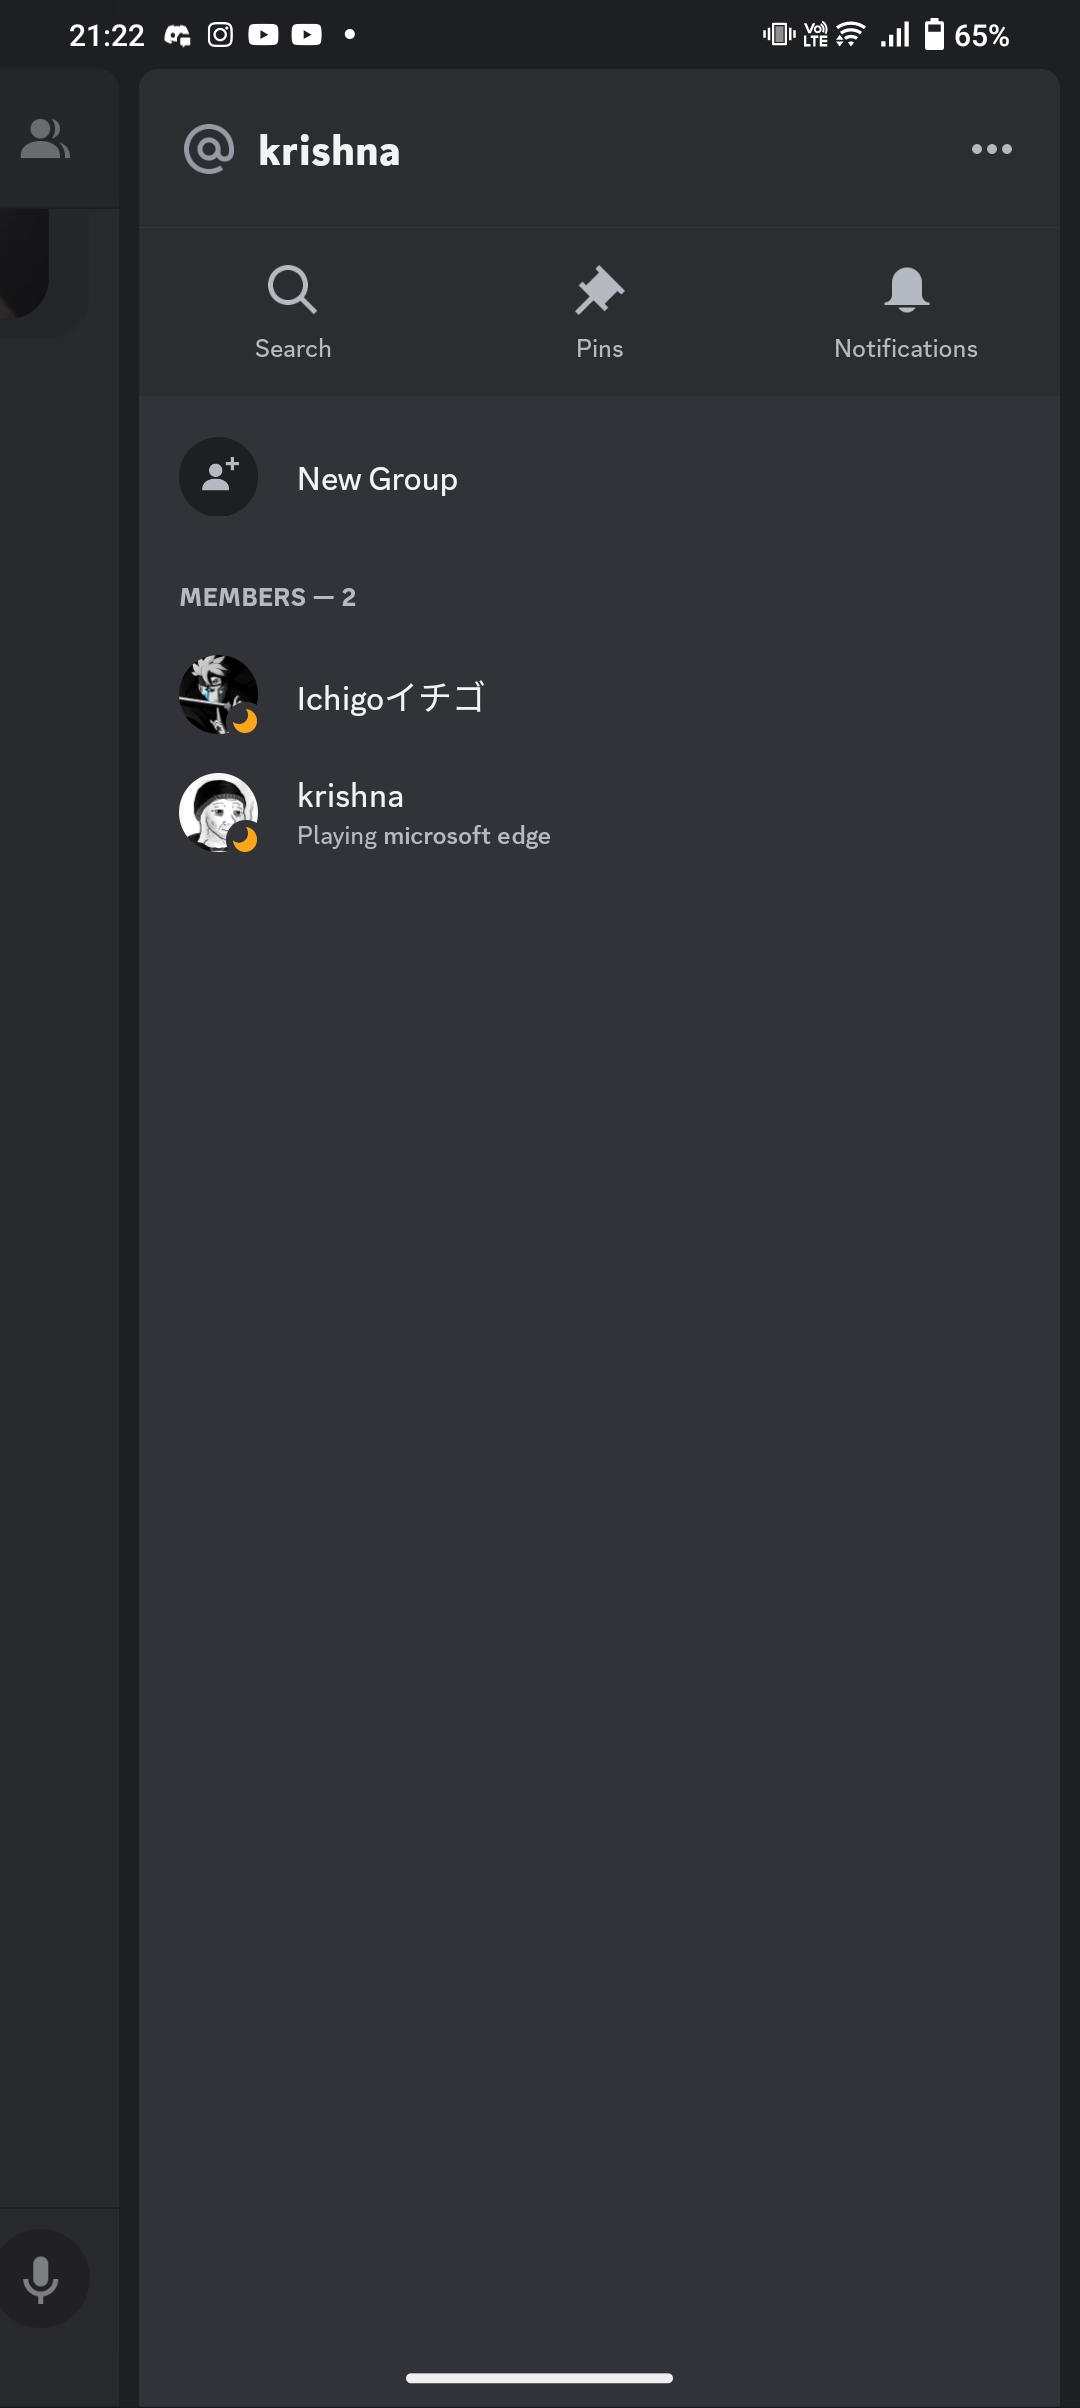 21:22 Vo) LTE 65%
krishna
Search Pins Notifications
New Group
MEMBERS — 2
Ichigoイチゴ
krishna
Playing microsoft edge